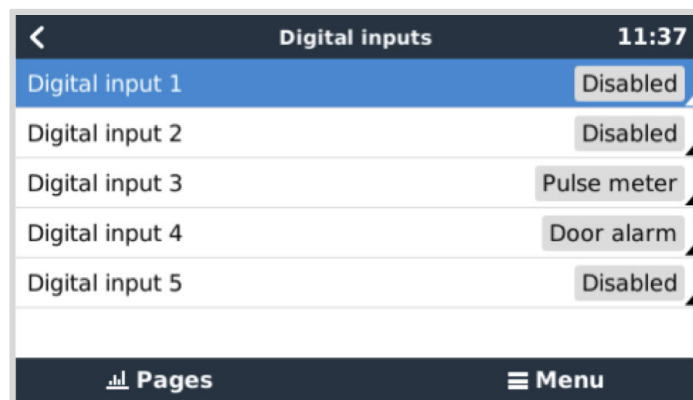 Digital inputs 11:37
Digital input 1 Disabled
Digital input 2 Disabled
Digital input 3 Pulse meter
Digital input 4 Door alarm
Digital input 5 Disabled
Pages Menu